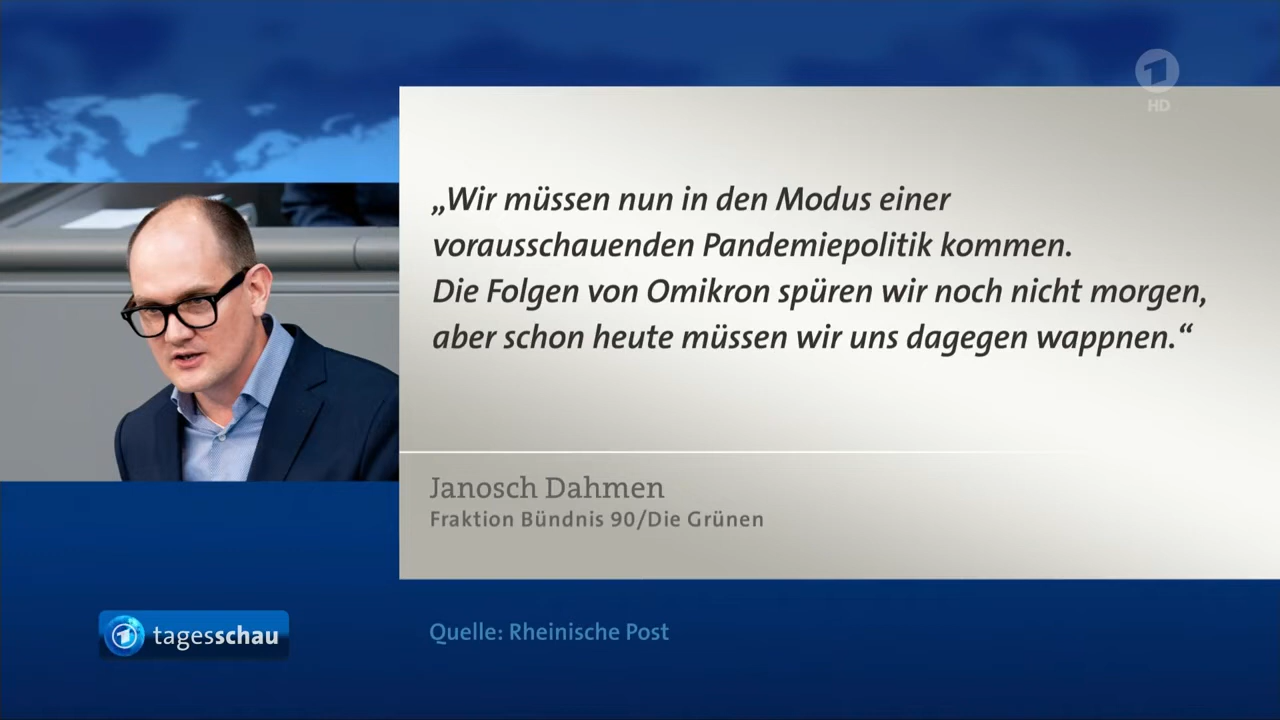 1
HD
„Wir müssen nun in den Modus einer
vorausschauenden Pandemiepolitik kommen.
Die Folgen von Omikron spüren wir noch nicht morgen,
aber schon heute müssen wir uns dagegen wappnen.“
Janosch Dahmen
Fraktion Bündnis 90/Die Grünen
1 tagesschau
Quelle: Rheinische Post